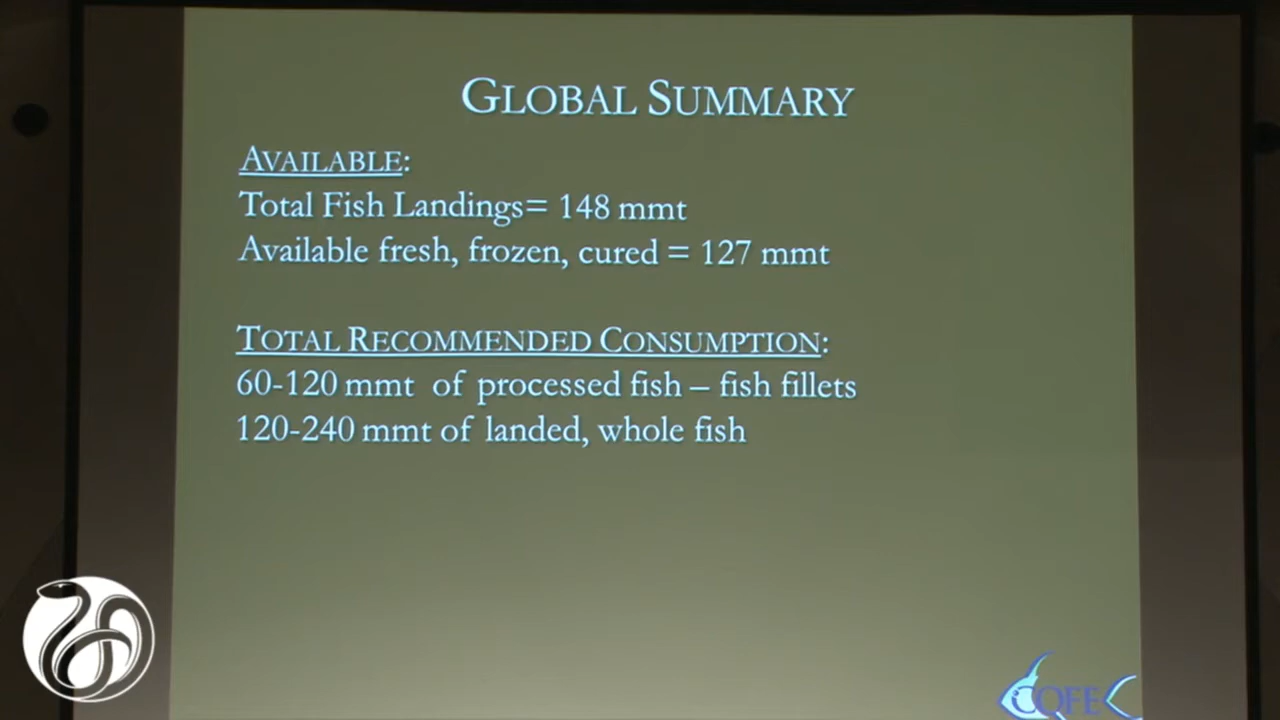 GLOBAL SUMMARY
AVAILABLE:
Total Fish Landings= 148 mmt
Available fresh, frozen, cured = 127 mmt
TOTAL RECOMMENDED CONSUMPTION:
60-120 mmt of processed fish – fish fillets
120-240 mmt of landed, whole fish
COFE